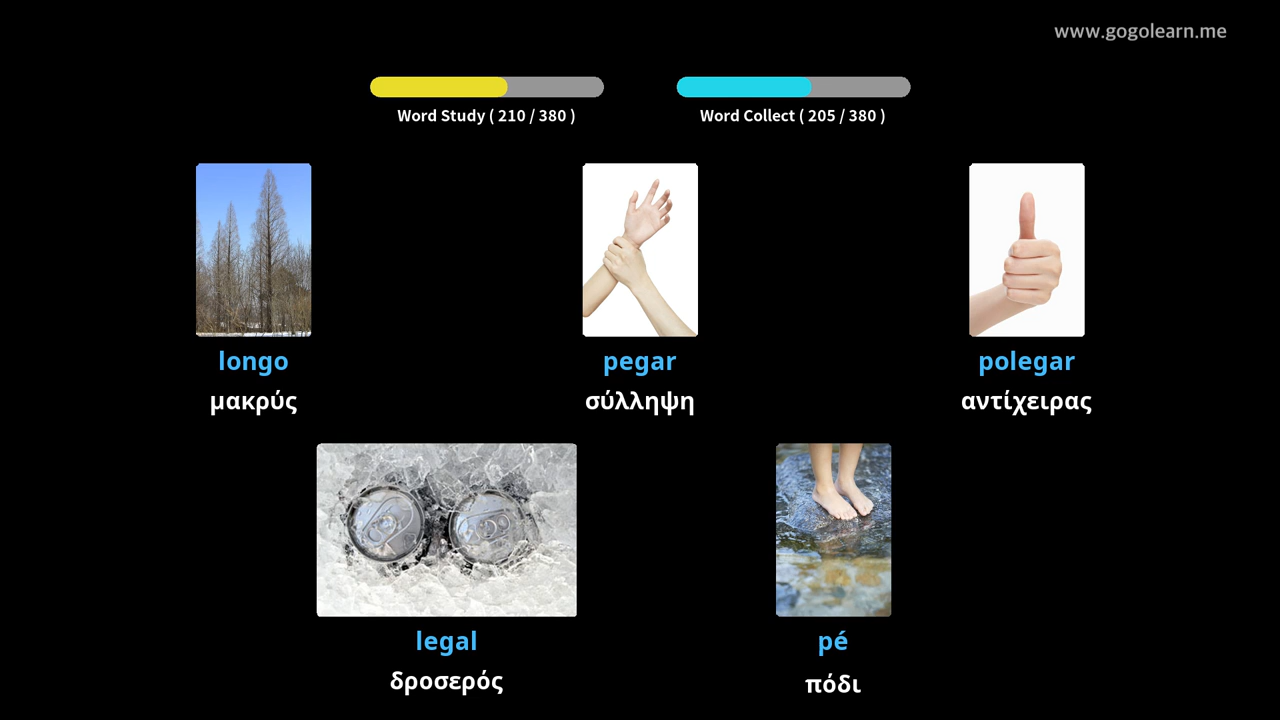 www.gogolearn.me
Word Study ( 210 / 380 )
Word Collect ( 205 / 380 )
longo
μακρύς
pegar
σύλληψη
polegar
αντίχειρας
legal
δροσερός
pé
πόδι